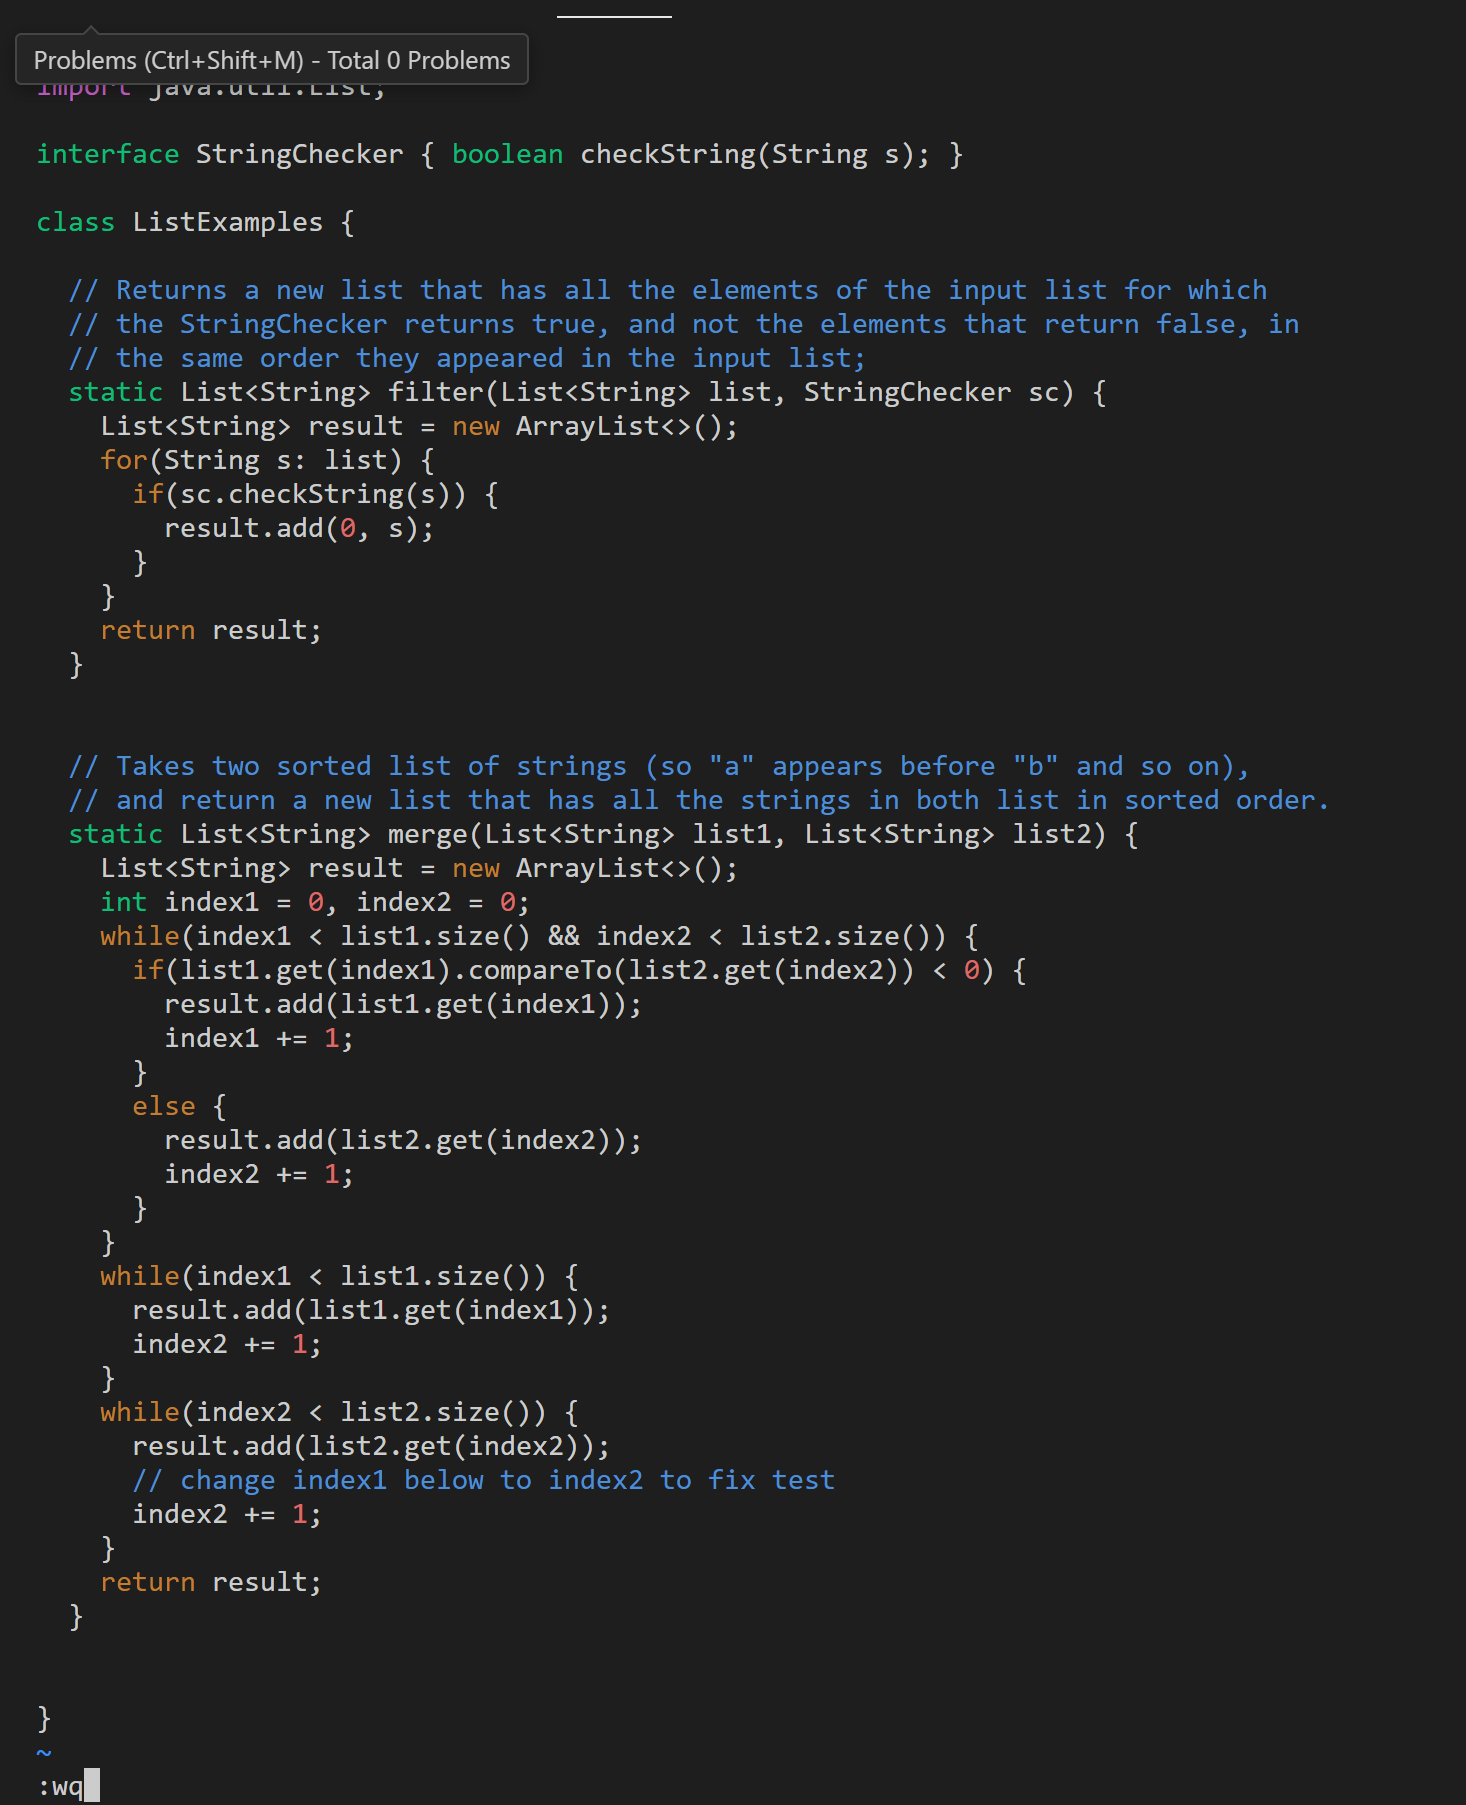 Problems (Ctrl+Shift+M) - Total 0 Problems
import java.util.List;
interface StringChecker { boolean checkString(String s); }
class ListExamples {
  // Returns a new list that has all the elements of the input list for which
  // the StringChecker returns true, and not the elements that return false, in
  // the same order they appeared in the input list;
  static List<String> filter(List<String> list, StringChecker sc) {
    List<String> result = new ArrayList<>();
    for(String s: list) {
      if(sc.checkString(s)) {
        result.add(0, s);
      }
    }
    return result;
  }
  // Takes two sorted list of strings (so "a" appears before "b" and so on),
  // and return a new list that has all the strings in both list in sorted order.
  static List<String> merge(List<String> list1, List<String> list2) {
    List<String> result = new ArrayList<>();
    int index1 = 0, index2 = 0;
    while(index1 < list1.size() && index2 < list2.size()) {
      if(list1.get(index1).compareTo(list2.get(index2)) < 0) {
        result.add(list1.get(index1));
        index1 += 1;
      }
      else {
        result.add(list2.get(index2));
        index2 += 1;
      }
    }
    while(index1 < list1.size()) {
      result.add(list1.get(index1));
      index2 += 1;
    }
    while(index2 < list2.size()) {
      result.add(list2.get(index2));
      // change index1 below to index2 to fix test
      index2 += 1;
    }
    return result;
  }
}
~
:wq